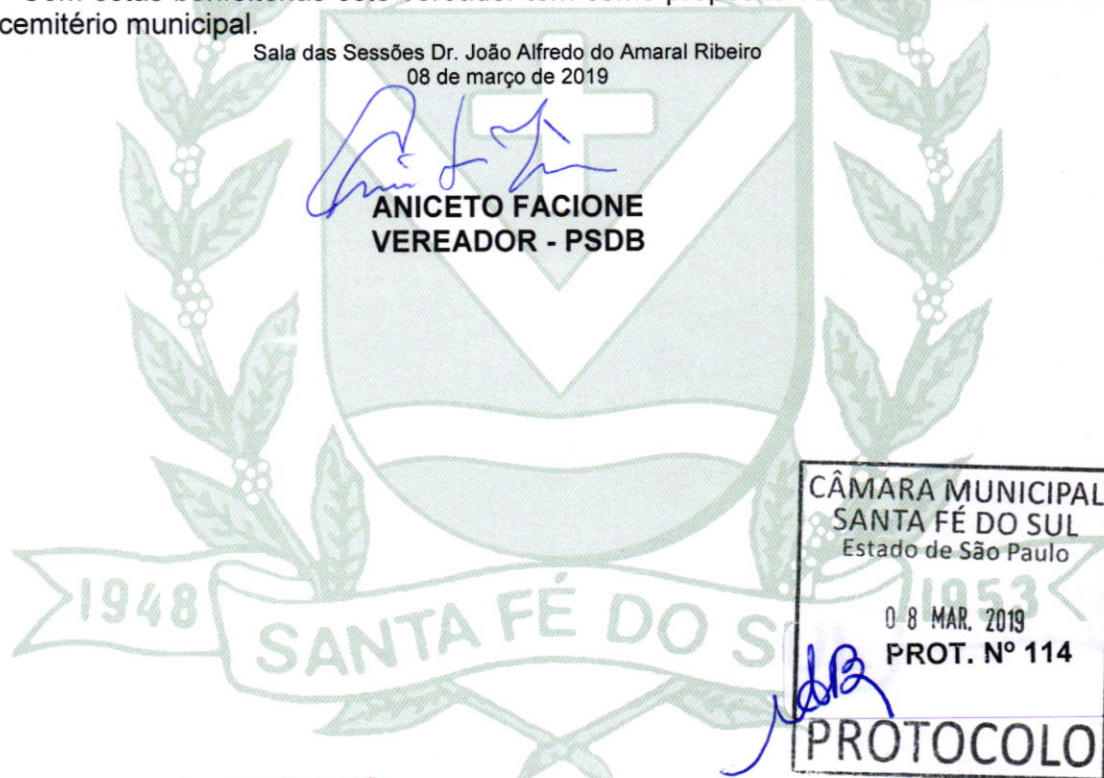 cemitério municipal.
Sala das Sessões Dr. João Alfredo do Amaral Ribeiro
08 de março de 2019
ANICETO FACIONE
VEREADOR - PSDB
CÂMARA MUNICIPAL
SANTA FÉ DO SUL
Estado de São Paulo
08 MAR. 2019
PROT. Nº 114
PROTOCOLO
1948
SANTA FÉ DO SUL
1953